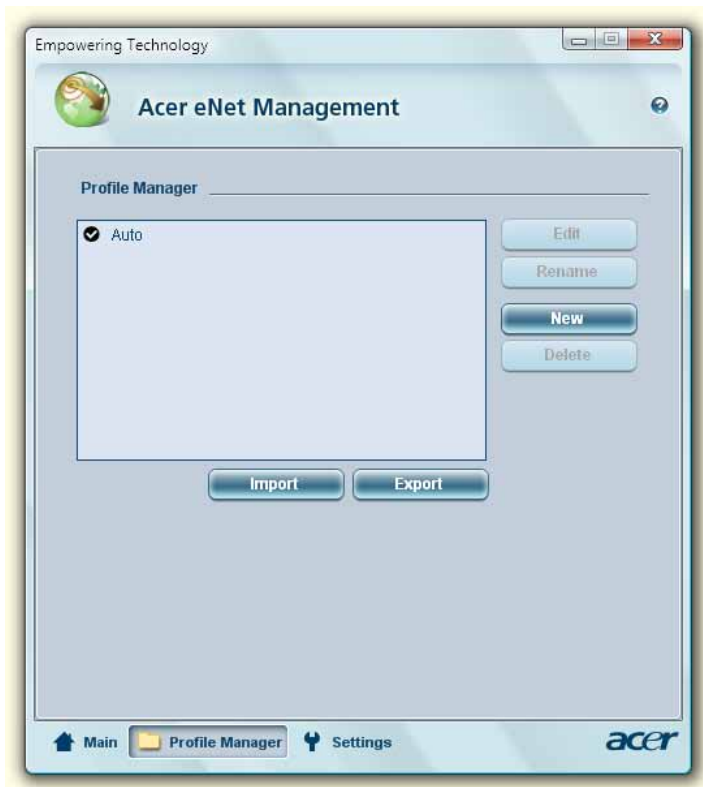 Empowering Technology
Acer eNet Management
Profile Manager
Auto
Edit
Rename
New
Delete
Import
Export
Main
Profile Manager
Settings
acer